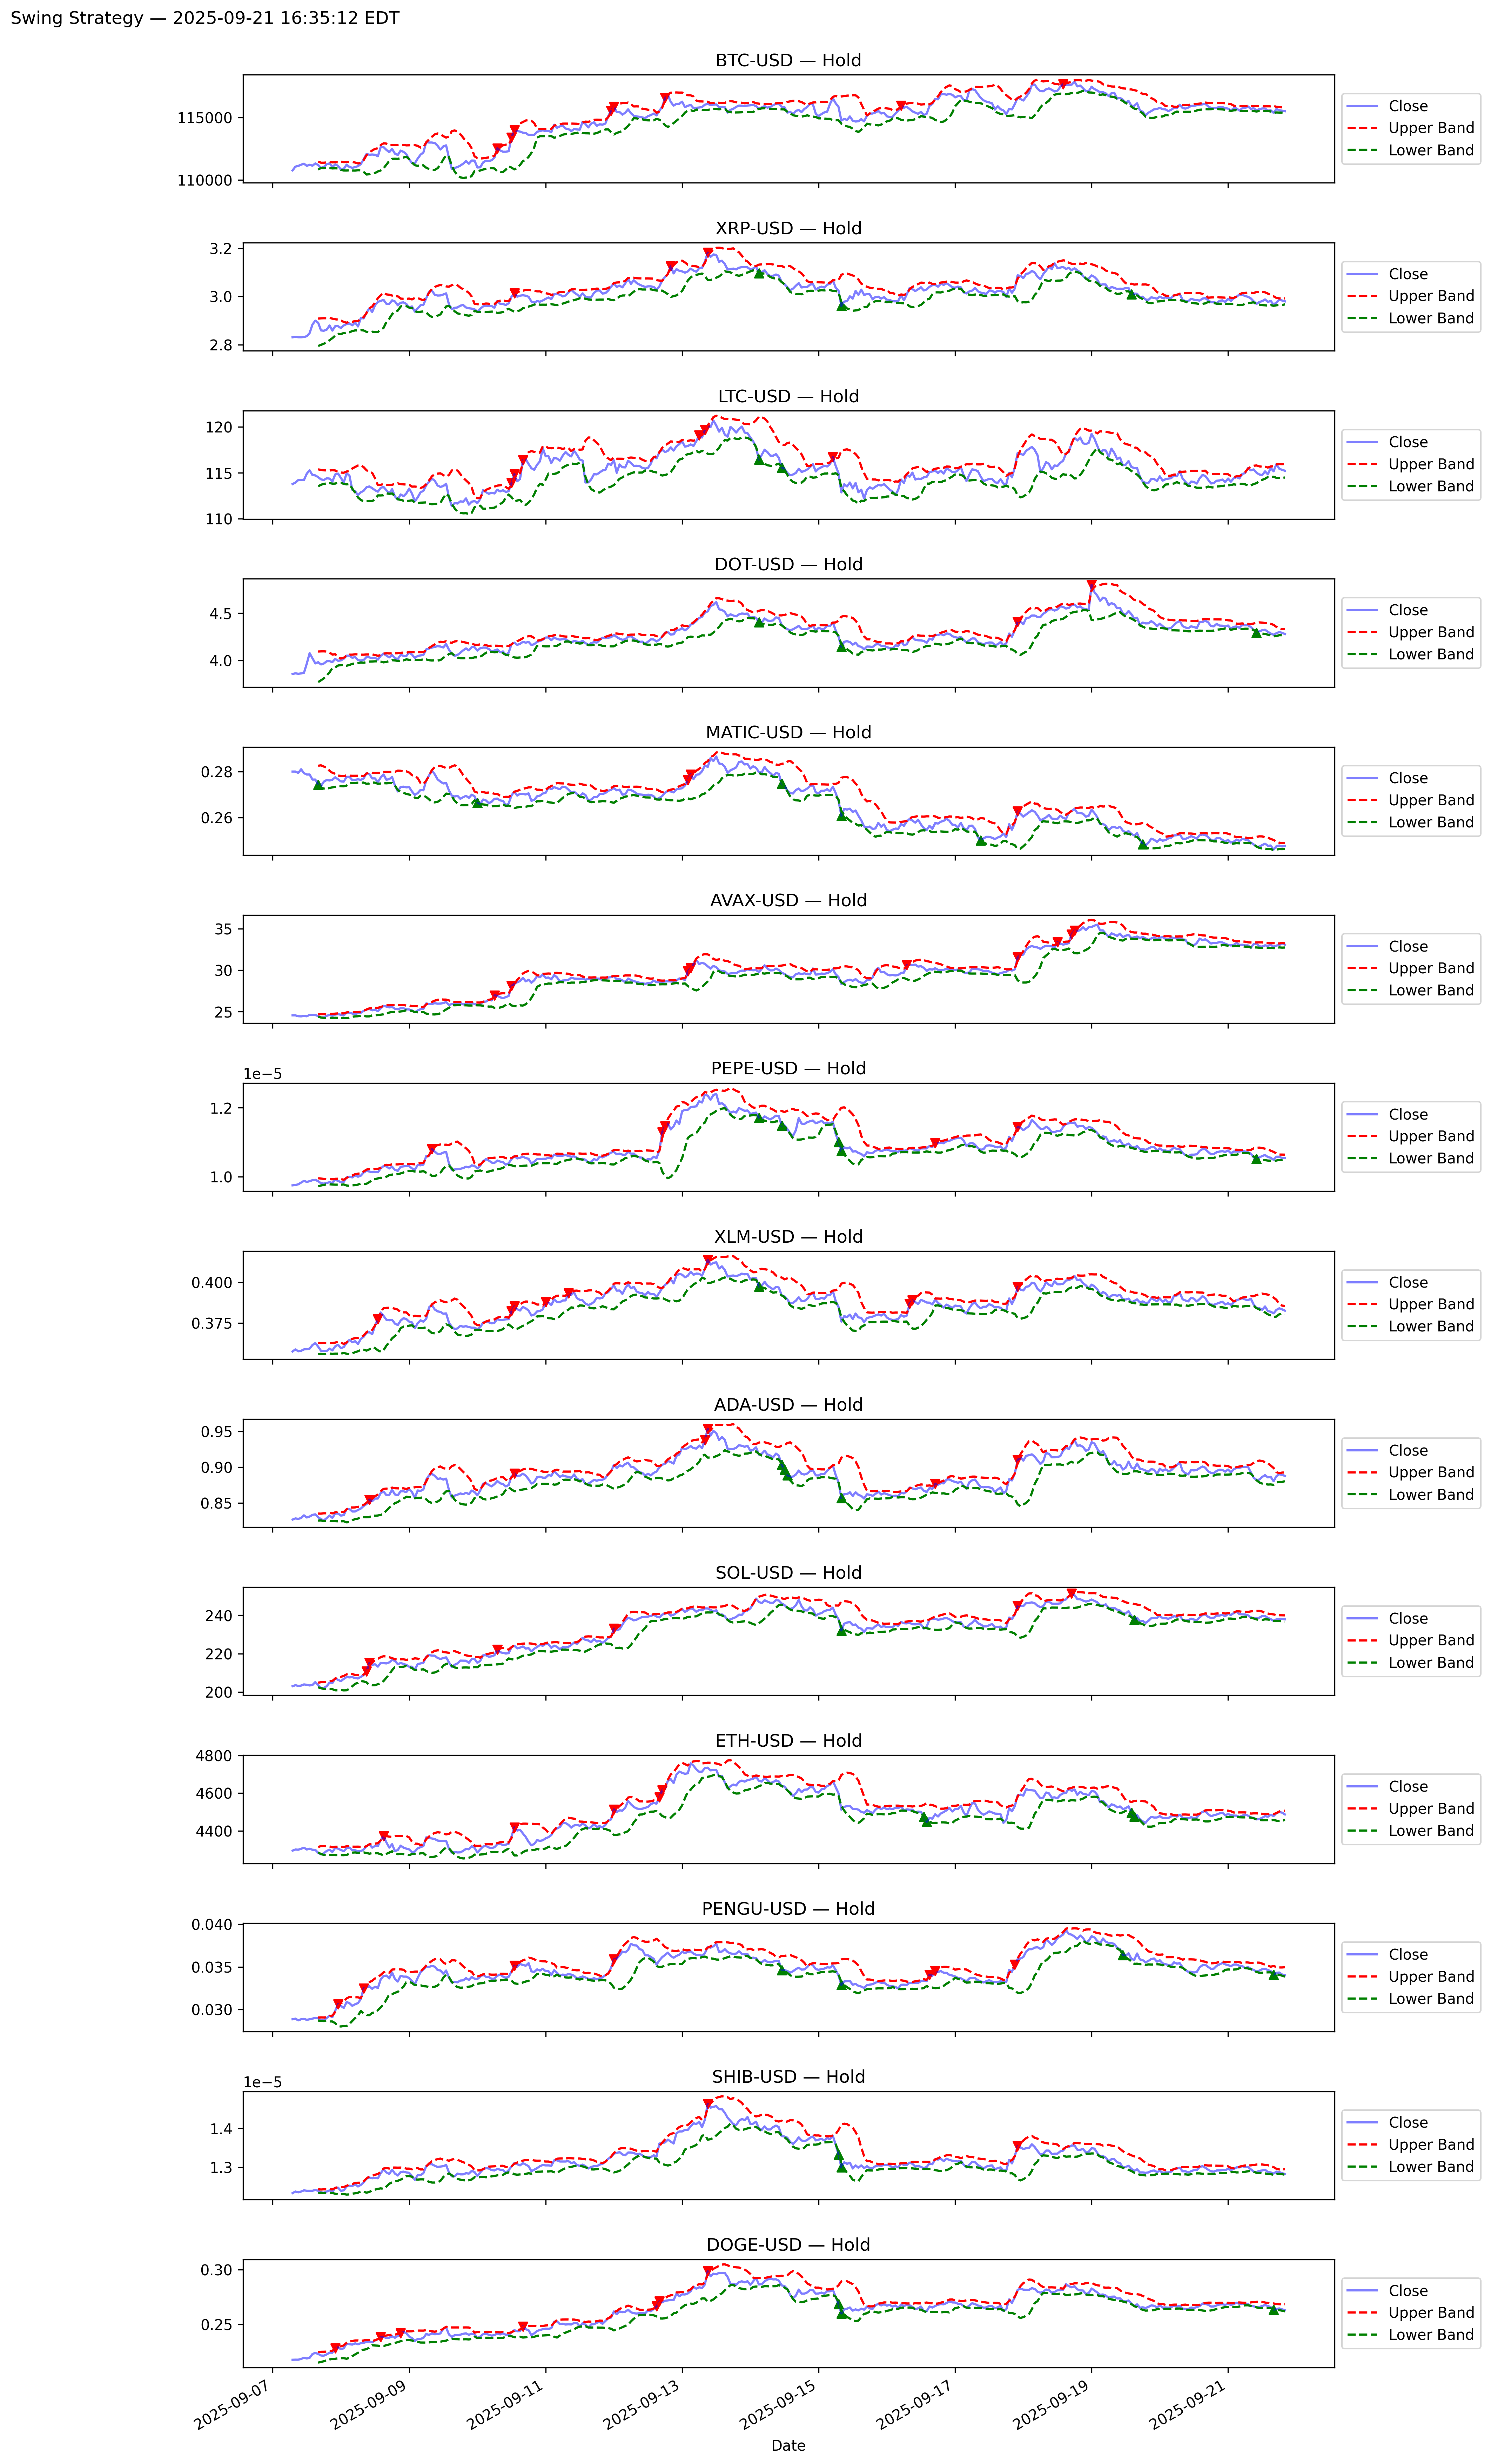 Swing Strategy — 2025-09-21 16:35:12 EDT
BTC-USD — Hold
115000
110000
Close
Upper Band
Lower Band
XRP-USD — Hold
3.2
3.0
2.8
Close
Upper Band
Lower Band
LTC-USD — Hold
120
115
110
Close
Upper Band
Lower Band
DOT-USD — Hold
4.5
4.0
Close
Upper Band
Lower Band
MATIC-USD — Hold
0.28
0.26
Close
Upper Band
Lower Band
AVAX-USD — Hold
35
30
25
Close
Upper Band
Lower Band
PEPE-USD — Hold
1e−5
1.2
1.0
Close
Upper Band
Lower Band
XLM-USD — Hold
0.400
0.375
Close
Upper Band
Lower Band
ADA-USD — Hold
0.95
0.90
0.85
Close
Upper Band
Lower Band
SOL-USD — Hold
240
220
200
Close
Upper Band
Lower Band
ETH-USD — Hold
4800
4600
4400
Close
Upper Band
Lower Band
PENGU-USD — Hold
0.040
0.035
0.030
Close
Upper Band
Lower Band
SHIB-USD — Hold
1e−5
1.4
1.3
Close
Upper Band
Lower Band
DOGE-USD — Hold
0.30
0.25
Close
Upper Band
Lower Band
2025-09-07
2025-09-09
2025-09-11
2025-09-13
2025-09-15
2025-09-17
2025-09-19
2025-09-21
Date